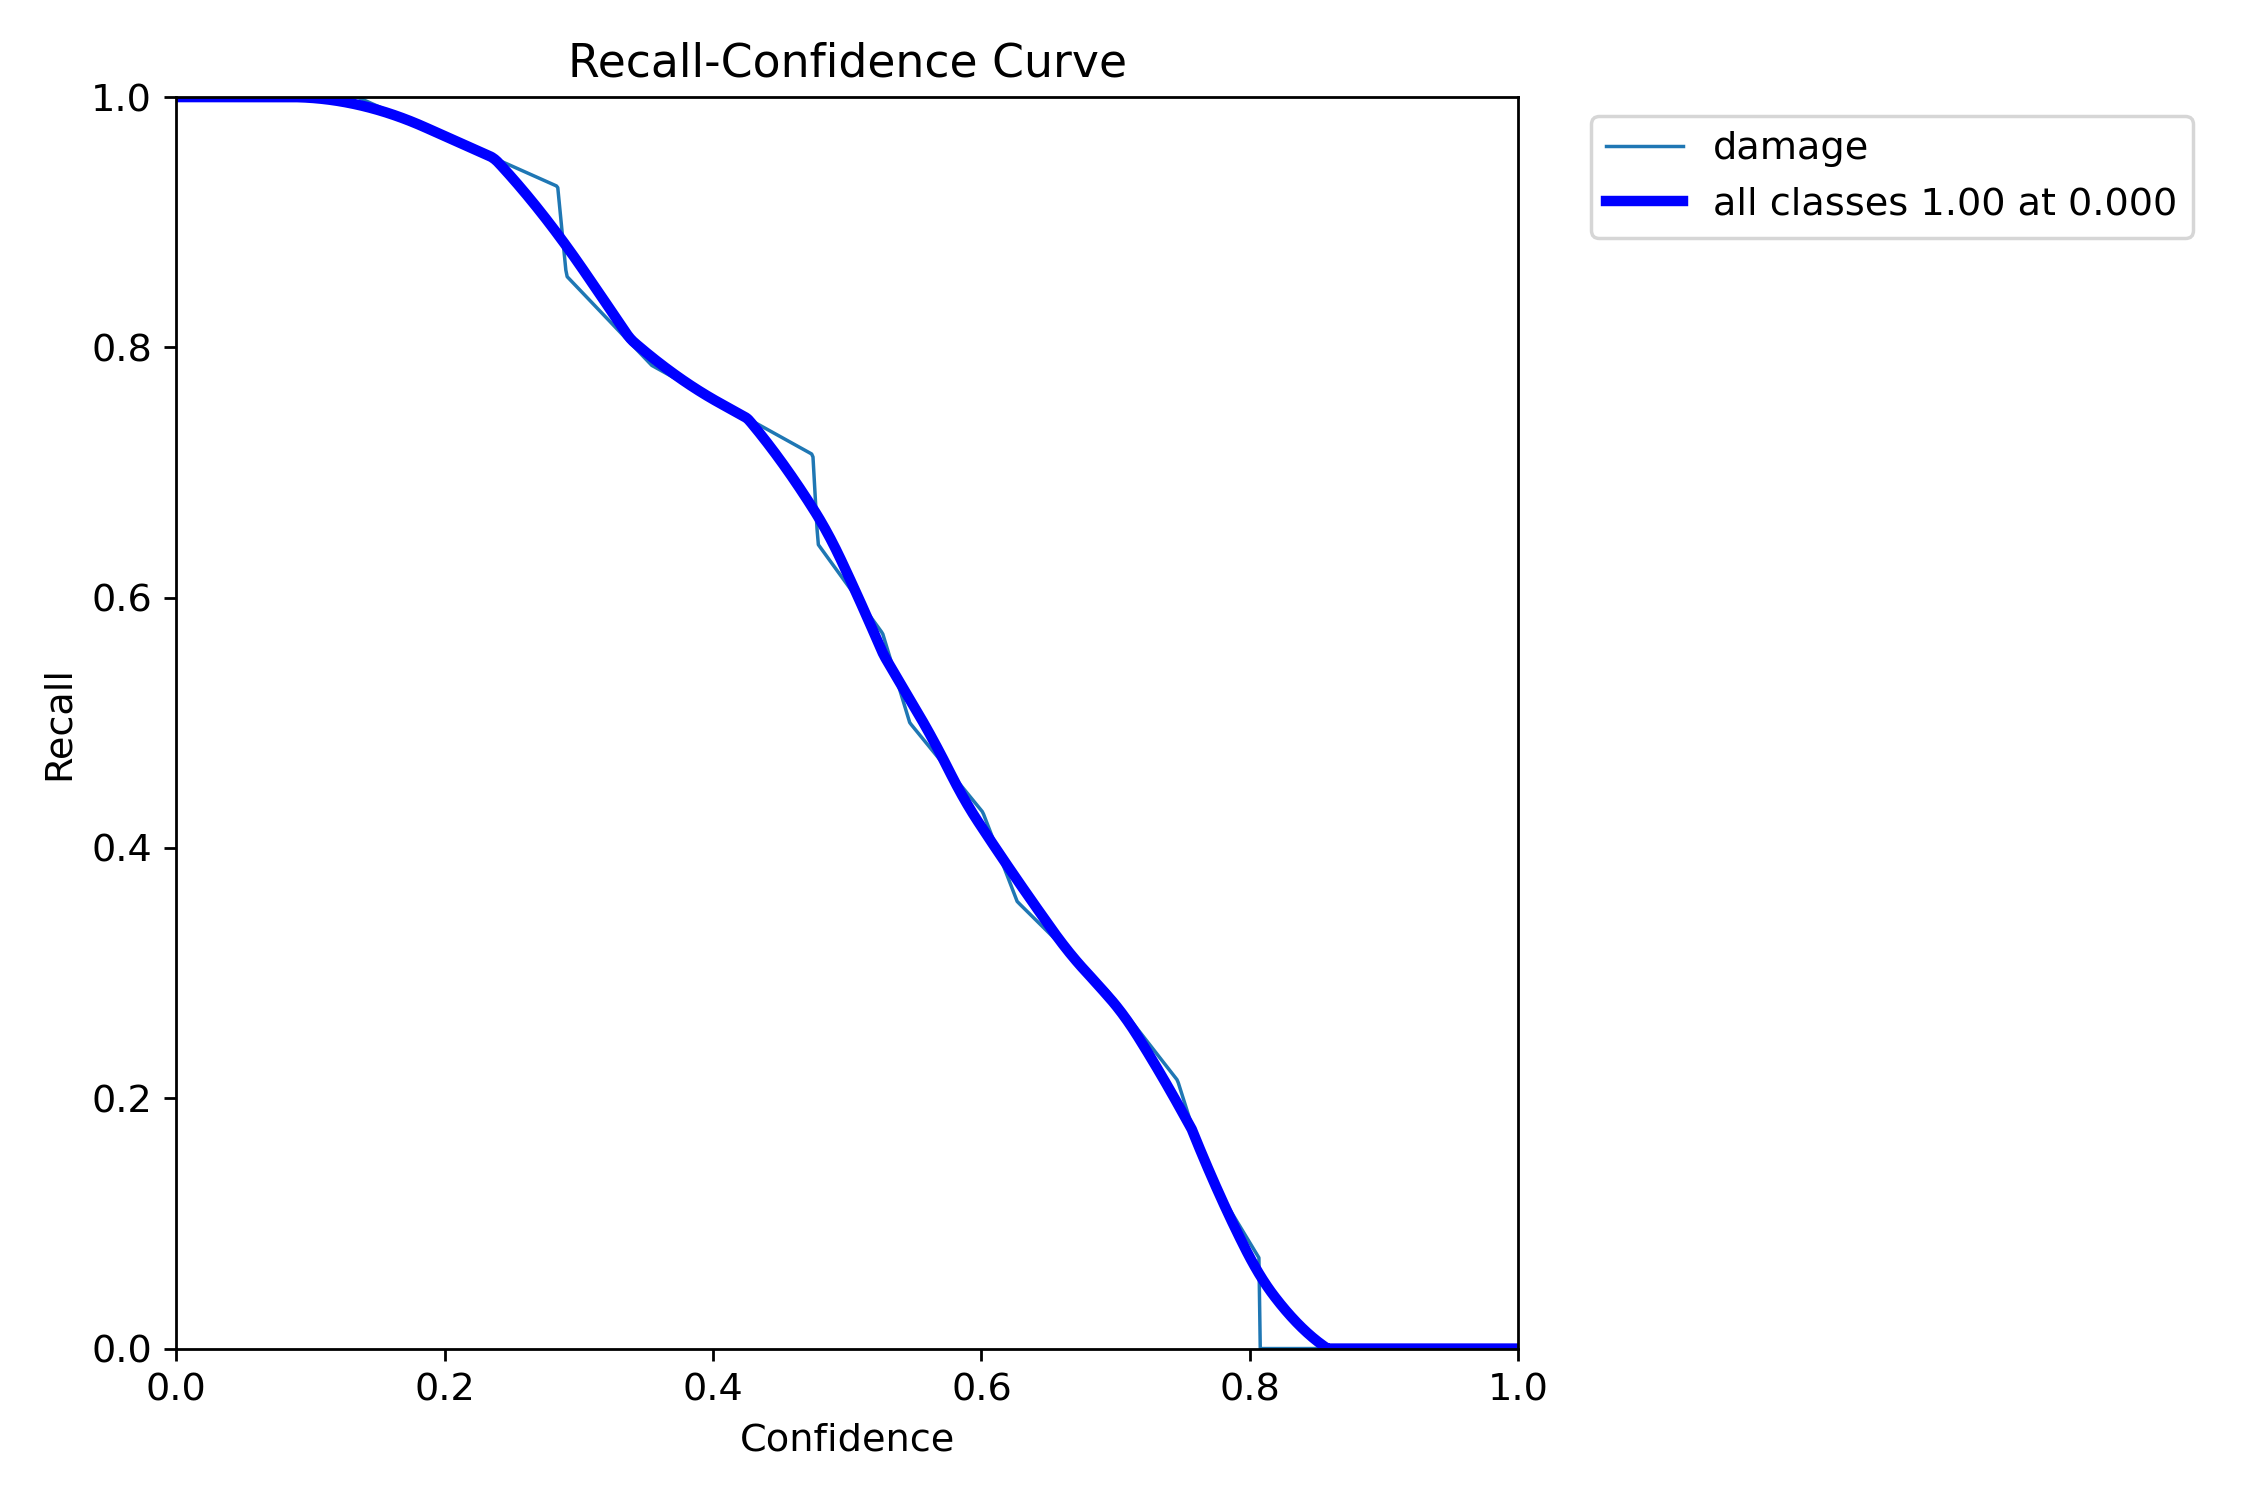 Recall-Confidence Curve
damage
all classes 1.00 at 0.000
1.0
0.8
0.6
0.4
0.2
0.0
Recall
0.0 0.2 0.4 0.6 0.8 1.0
Confidence